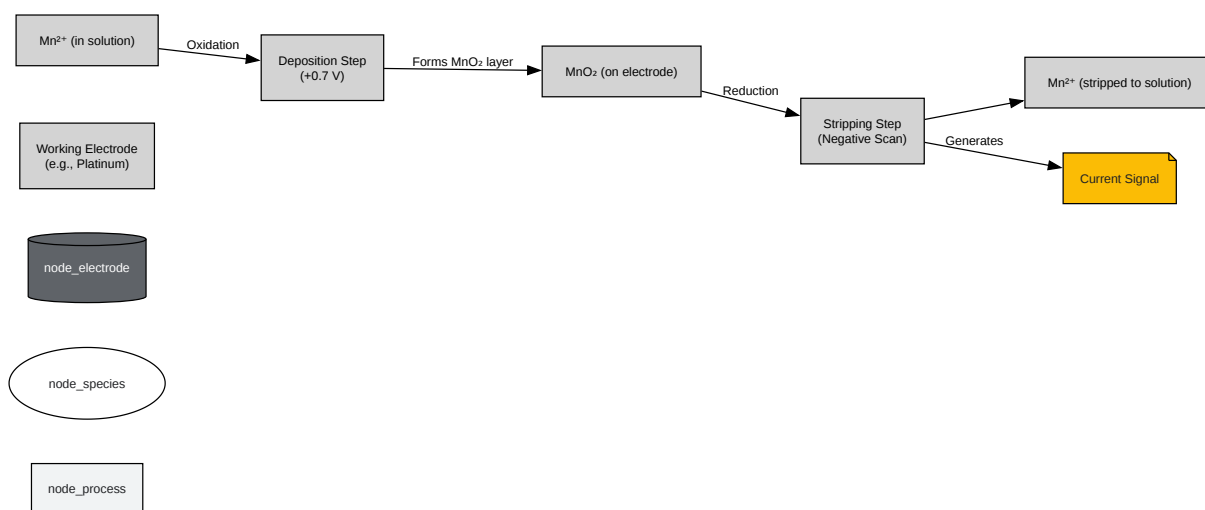 Mn²⁺ (in solution)
Oxidation
Deposition Step
(+0.7 V)
Forms MnO₂ layer
MnO₂ (on electrode)
Reduction
Stripping Step
(Negative Scan)
Mn²⁺ (stripped to solution)
Generates
Current Signal
Working Electrode
(e.g., Platinum)
node_electrode
node_species
node_process